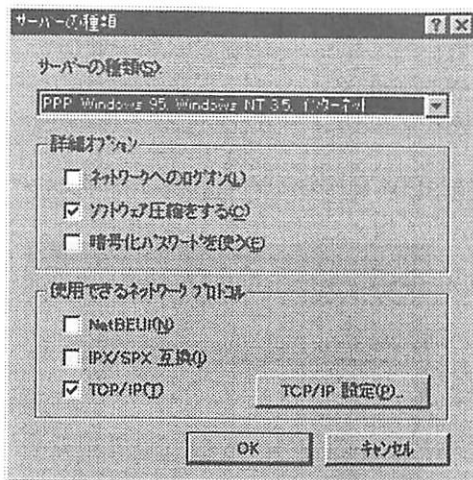 サーバーの種類
サーバーの種類(S):
PPP: Windows 95, Windows NT 3.5, インターネット
詳細オプション
ネットワークへのログオン(L)
ソフトウェア圧縮をする(C)
暗号化パスワードを使う(E)
使用できるネットワーク プロトコル
NetBEUI(N)
IPX/SPX 互換(I)
TCP/IP(T)
TCP/IP 設定(P)...
OK
キャンセル